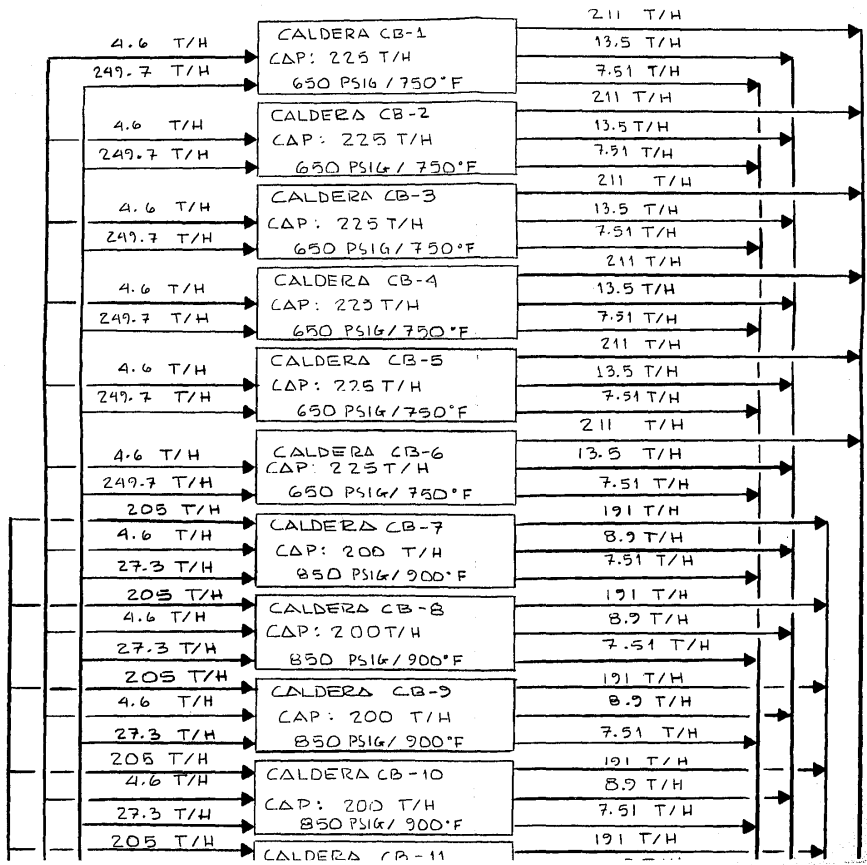 211 T/H
4.6 T/H
CALDERA CB-1
13.5 T/H
CAP: 225 T/H
249.7 T/H
7.51 T/H
650 PSIG / 750°F
211 T/H
4.6 T/H
CALDERA CB-2
13.5 T/H
CAP: 225 T/H
249.7 T/H
7.51 T/H
650 PSIG / 750°F
211 T/H
4.6 T/H
CALDERA CB-3
13.5 T/H
CAP: 225 T/H
249.7 T/H
7.51 T/H
650 PSIG / 750°F
211 T/H
4.6 T/H
CALDERA CB-4
13.5 T/H
CAP: 225 T/H
249.7 T/H
7.51 T/H
650 PSIG / 750°F
211 T/H
4.6 T/H
CALDERA CB-5
13.5 T/H
CAP: 225 T/H
249.7 T/H
7.51 T/H
650 PSIG / 750°F
211 T/H
4.6 T/H
CALDERA CB-6
13.5 T/H
CAP: 225 T/H
249.7 T/H
7.51 T/H
650 PSIG / 750°F
205 T/H
191 T/H
CALDERA CB-7
4.6 T/H
8.9 T/H
CAP: 200 T/H
27.3 T/H
7.51 T/H
850 PSIG / 900°F
205 T/H
191 T/H
CALDERA CB-8
4.6 T/H
8.9 T/H
CAP: 200 T/H
27.3 T/H
7.51 T/H
850 PSIG / 900°F
205 T/H
191 T/H
CALDERA CB-9
4.6 T/H
8.9 T/H
CAP: 200 T/H
27.3 T/H
7.51 T/H
850 PSIG / 900°F
205 T/H
191 T/H
CALDERA CB-10
4.6 T/H
8.9 T/H
CAP: 200 T/H
27.3 T/H
7.51 T/H
850 PSIG / 900°F
205 T/H
191 T/H
CALDERA CB-11